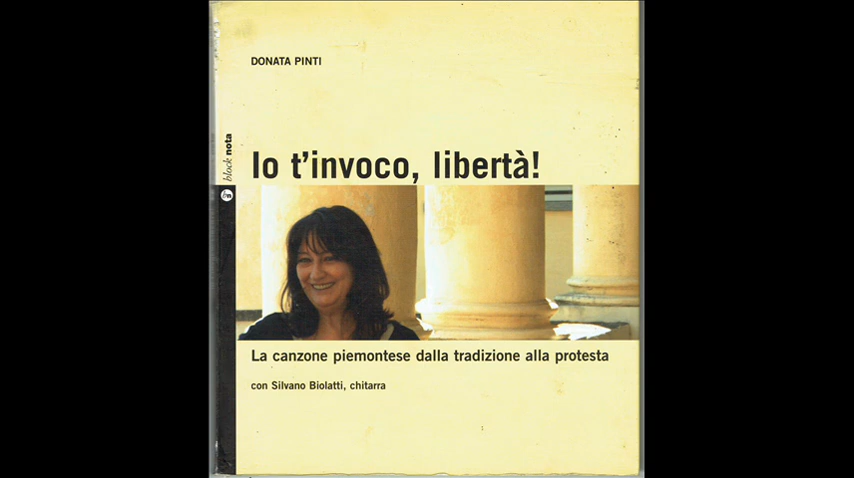 DONATA PINTI
block nota
Io t'invoco, libertà!
La canzone piemontese dalla tradizione alla protesta
con Silvano Biolatti, chitarra